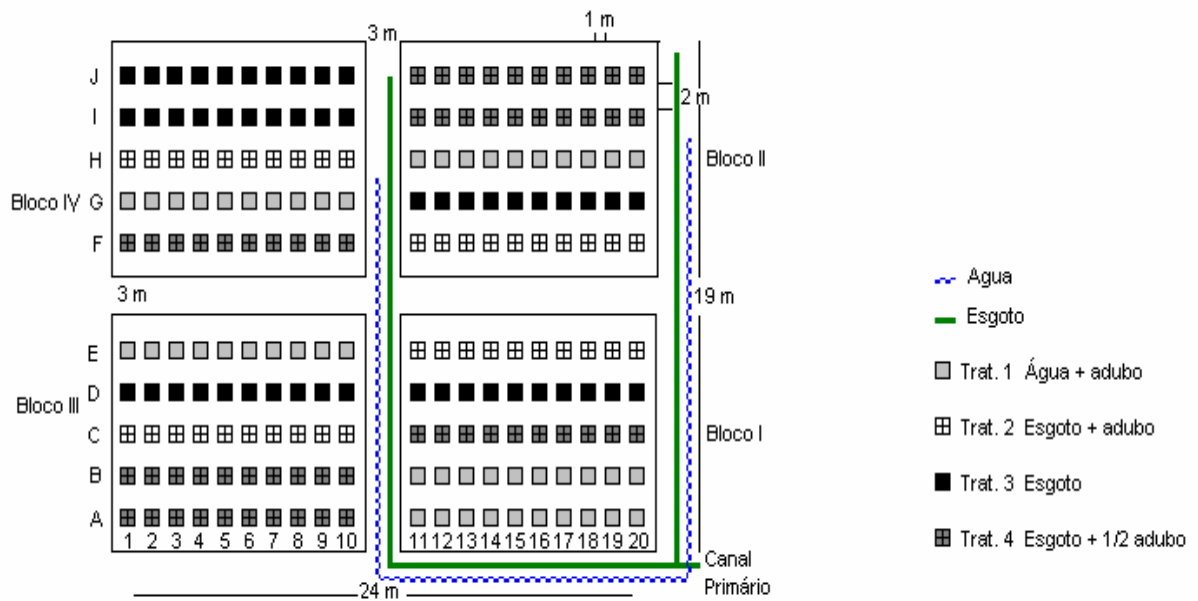 1 m
3 m
J
I
2 m
H
Bloco II
Bloco IV G
F
3 m
19 m
E
Bloco III D
C
Bloco I
B
A
1 2 3 4 5 6 7 8 9 10
11 12 13 14 15 16 17 18 19 20
Canal
Primário
24 m
Agua
Esgoto
Trat. 1 Água + adubo
Trat. 2 Esgoto + adubo
Trat. 3 Esgoto
Trat. 4 Esgoto + 1/2 adubo